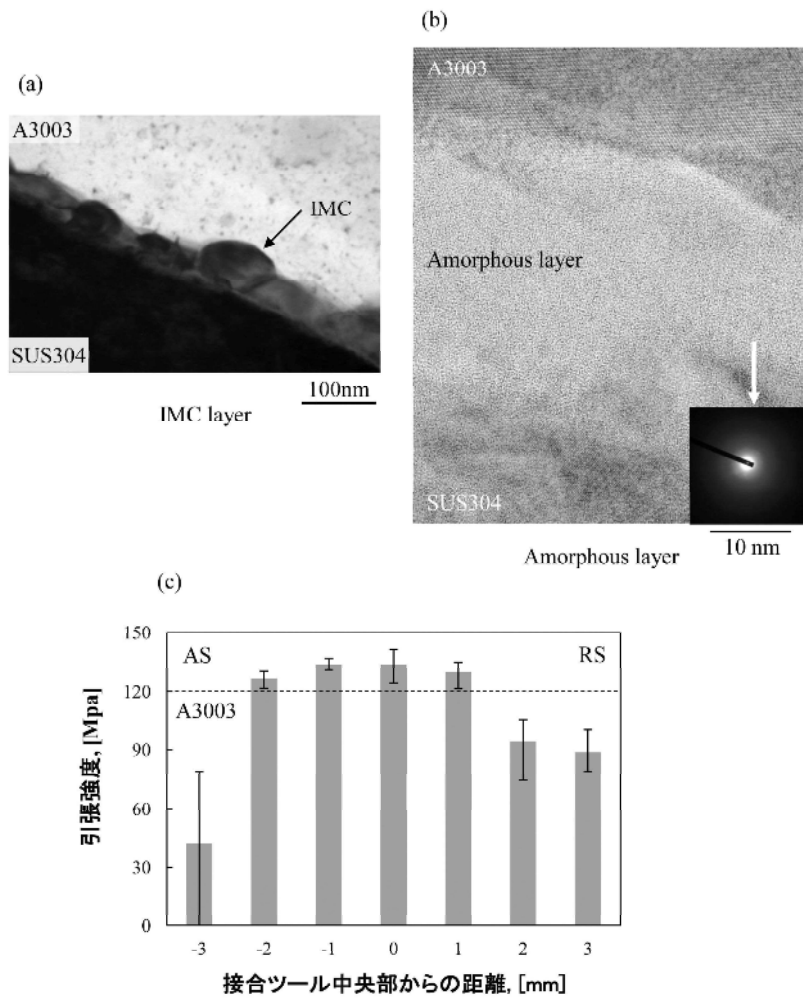 (a)
A3003
IMC
SUS304
100nm
IMC layer
(b)
A3003
Amorphous layer
SUS304
10 nm
Amorphous layer
(c)
150
120
90
60
30
0
AS
RS
A3003
引張強度, [Mpa]
-3 -2 -1 0 1 2 3
接合ツール中央部からの距離, [mm]